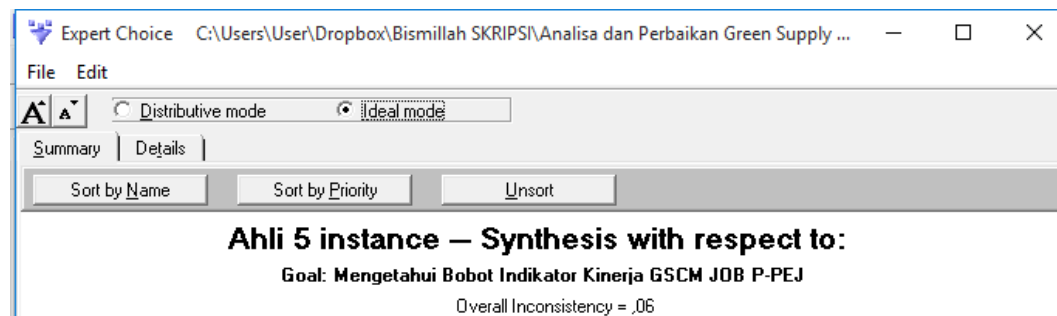 Expert Choice C:\Users\User\Dropbox\Bismillah SKRIPSI\Analisa dan Perbaikan Green Supply ...
File Edit
A A Distributive mode Ideal mode
Summary Details
Sort by Name Sort by Priority Unsort
Ahli 5 instance — Synthesis with respect to:
Goal: Mengetahui Bobot Indikator Kinerja GSCM JOB P-PEJ
Overall Inconsistency = ,06